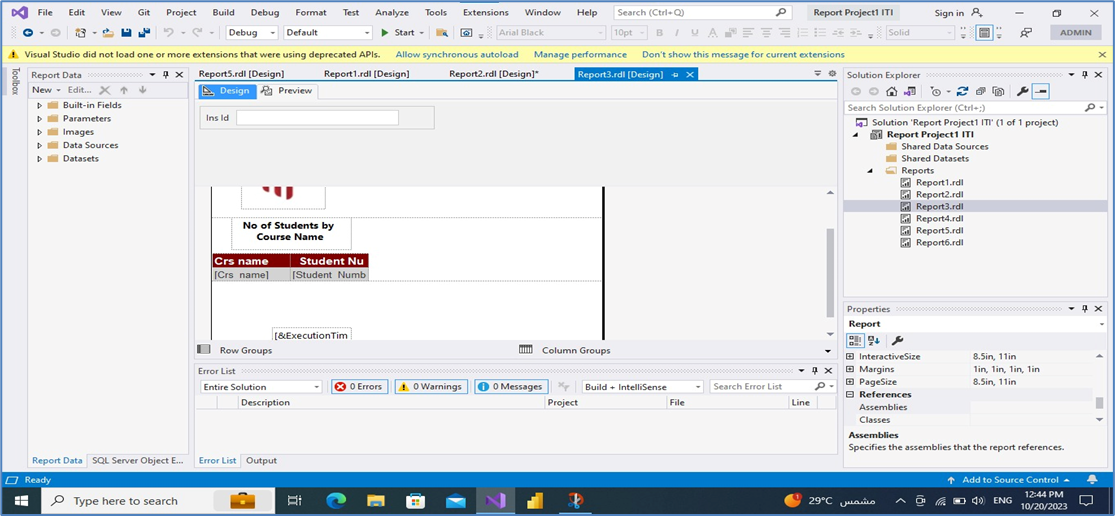 File Edit View Git Project Build Debug Format Test Analyze Tools Extensions Window Help Search (Ctrl+Q) Report Project1 ITI Sign in
Debug Default Start Arial Black 10pt Solid ADMIN
Visual Studio did not load one or more extensions that were using deprecated APIs. Allow synchronous autoload Manage performance Don't show this message for current extensions
Toolbox
Report Data
New Edit...
Built-in Fields
Parameters
Images
Data Sources
Datasets
Report Data SQL Server Object E...
Report5.rdl [Design] Report1.rdl [Design] Report2.rdl [Design]* Report3.rdl [Design]
Design Preview
Ins Id
No of Students by
Course Name
Crs name Student Nu
[Crs_name] [Student_Numb
[&ExecutionTim
Row Groups Column Groups
Error List
Entire Solution 0 Errors 0 Warnings 0 Messages Build + IntelliSense Search Error List
Description Project File Line
Error List Output
Solution Explorer
Search Solution Explorer (Ctrl+;)
Solution 'Report Project1 ITI' (1 of 1 project)
Report Project1 ITI
Shared Data Sources
Shared Datasets
Reports
Report1.rdl
Report2.rdl
Report3.rdl
Report4.rdl
Report5.rdl
Report6.rdl
Properties
Report
InteractiveSize 8.5in, 11in
Margins 1in, 1in, 1in, 1in
PageSize 8.5in, 11in
References
Assemblies
Classes
Assemblies
Specifies the assemblies that the report references.
Ready Add to Source Control
Type here to search 29°C مشمس ENG 12:44 PM
10/20/2023